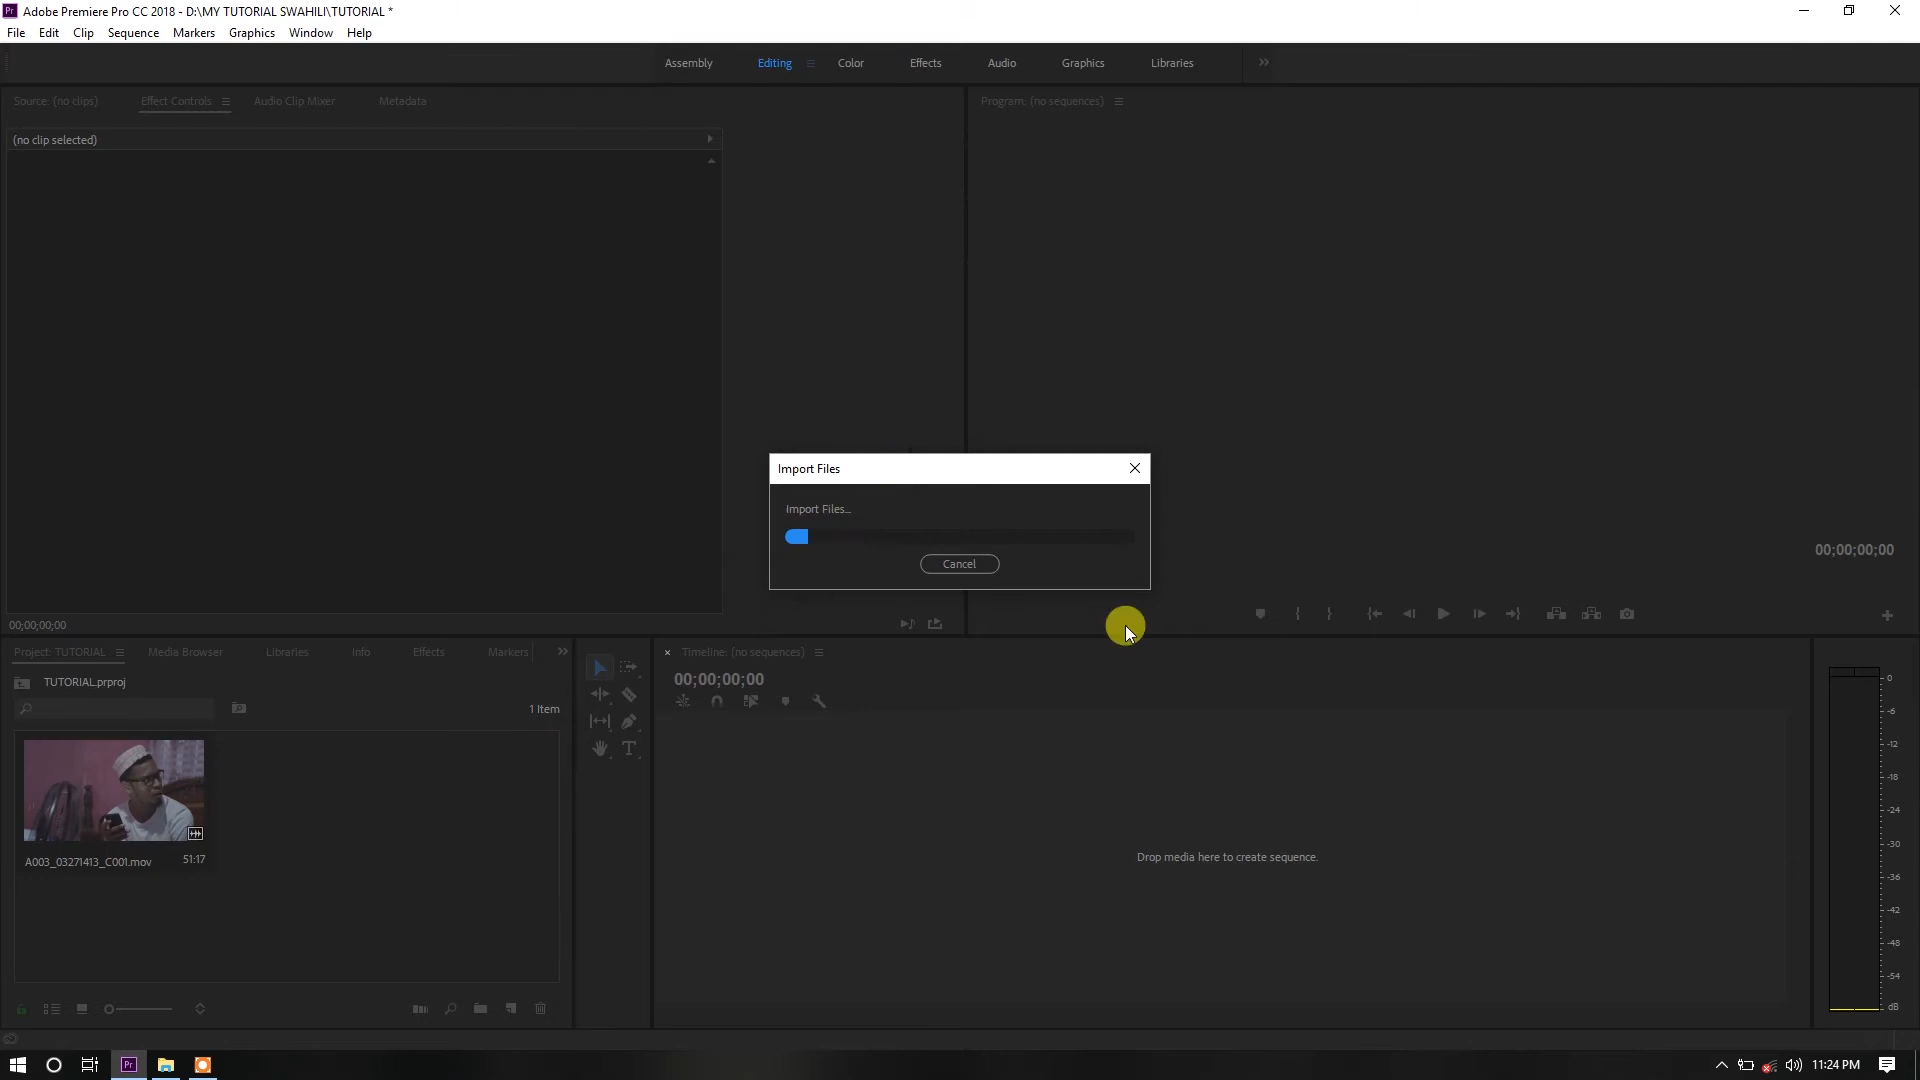 Adobe Premiere Pro CC 2018 - D:\MY TUTORIAL SWAHILI\TUTORIAL *
File Edit Clip Sequence Markers Graphics Window Help
Assembly Editing Color Effects Audio Graphics Libraries
Source: (no clips) Effect Controls Audio Clip Mixer Metadata
Program: (no sequences)
(no clip selected)
Import Files
Import Files...
Cancel
00;00;00;00
00;00;00;00
Project: TUTORIAL Media Browser Libraries Info Effects Markers
TUTORIAL.prproj
1 Item
A003_03271413_C001.mov 51:17
Timeline: (no sequences)
00;00;00;00
Drop media here to create sequence.
0
-6
-12
-18
-24
-30
-36
-42
-48
-54
dB
11:24 PM